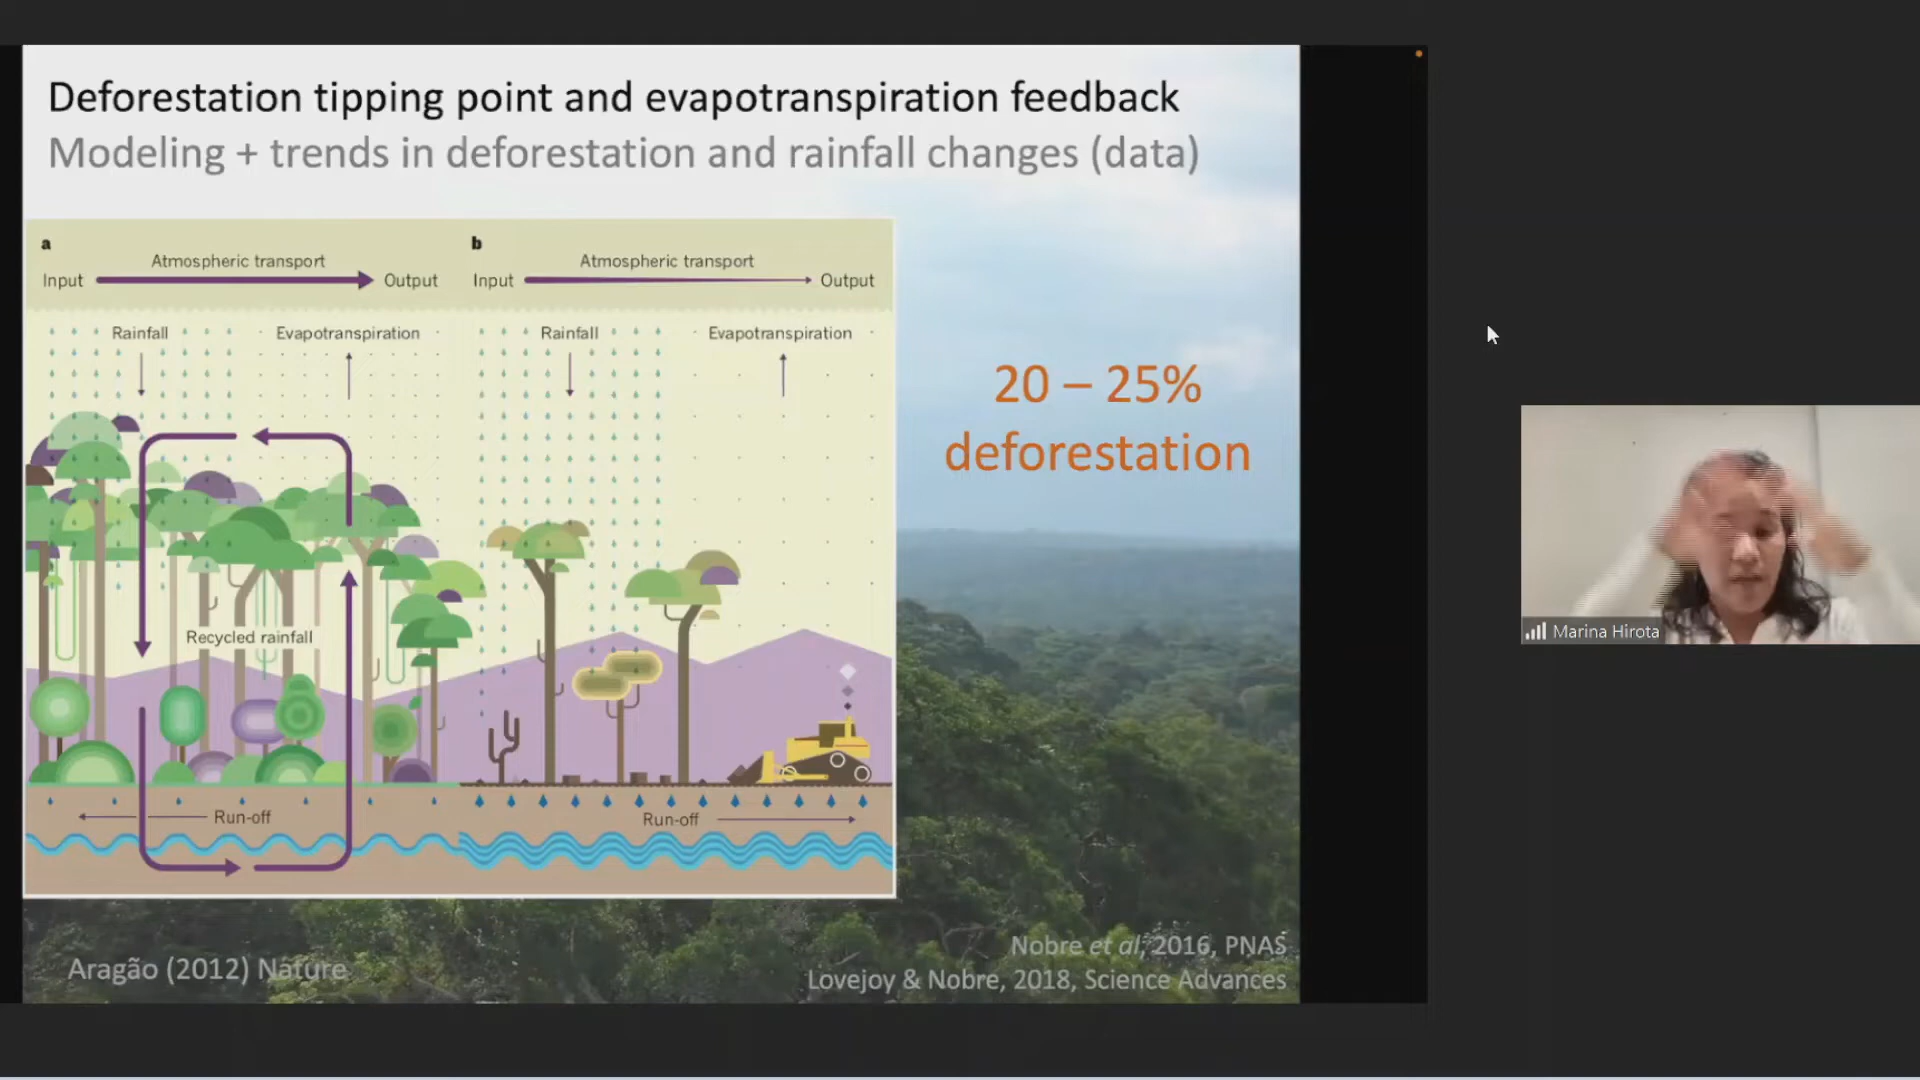 Deforestation tipping point and evapotranspiration feedback
Modeling + trends in deforestation and rainfall changes (data)
a
Atmospheric transport
Input
Output
Rainfall
Evapotranspiration
Recycled rainfall
Run-off
b
Atmospheric transport
Input
Output
Rainfall
Evapotranspiration
Run-off
20 – 25%
deforestation
Marina Hirota
Aragão (2012) Nature
Nobre et al, 2016, PNAS
Lovejoy & Nobre, 2018, Science Advances